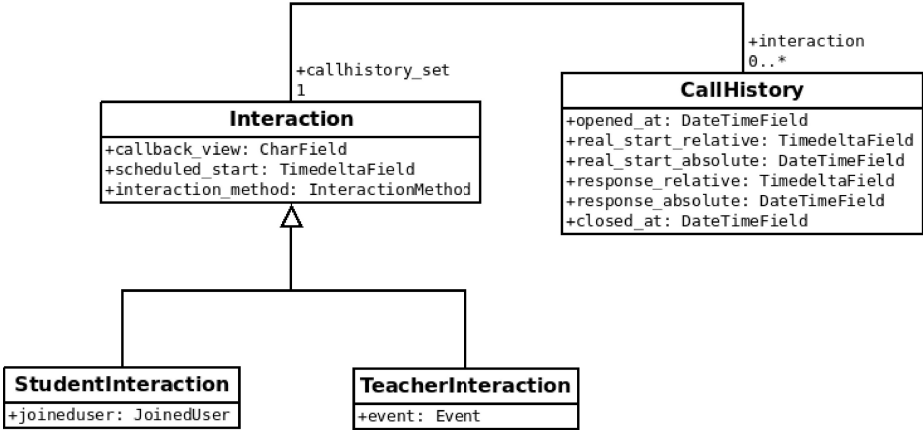 +interaction
0..*
+callhistory_set
1
Interaction
+callback_view: CharField
+scheduled_start: TimedeltaField
+interaction_method: InteractionMethod
CallHistory
+opened_at: DateTimeField
+real_start_relative: TimedeltaField
+real_start_absolute: DateTimeField
+response_relative: TimedeltaField
+response_absolute: DateTimeField
+closed_at: DateTimeField
StudentInteraction
+joineduser: JoinedUser
TeacherInteraction
+event: Event